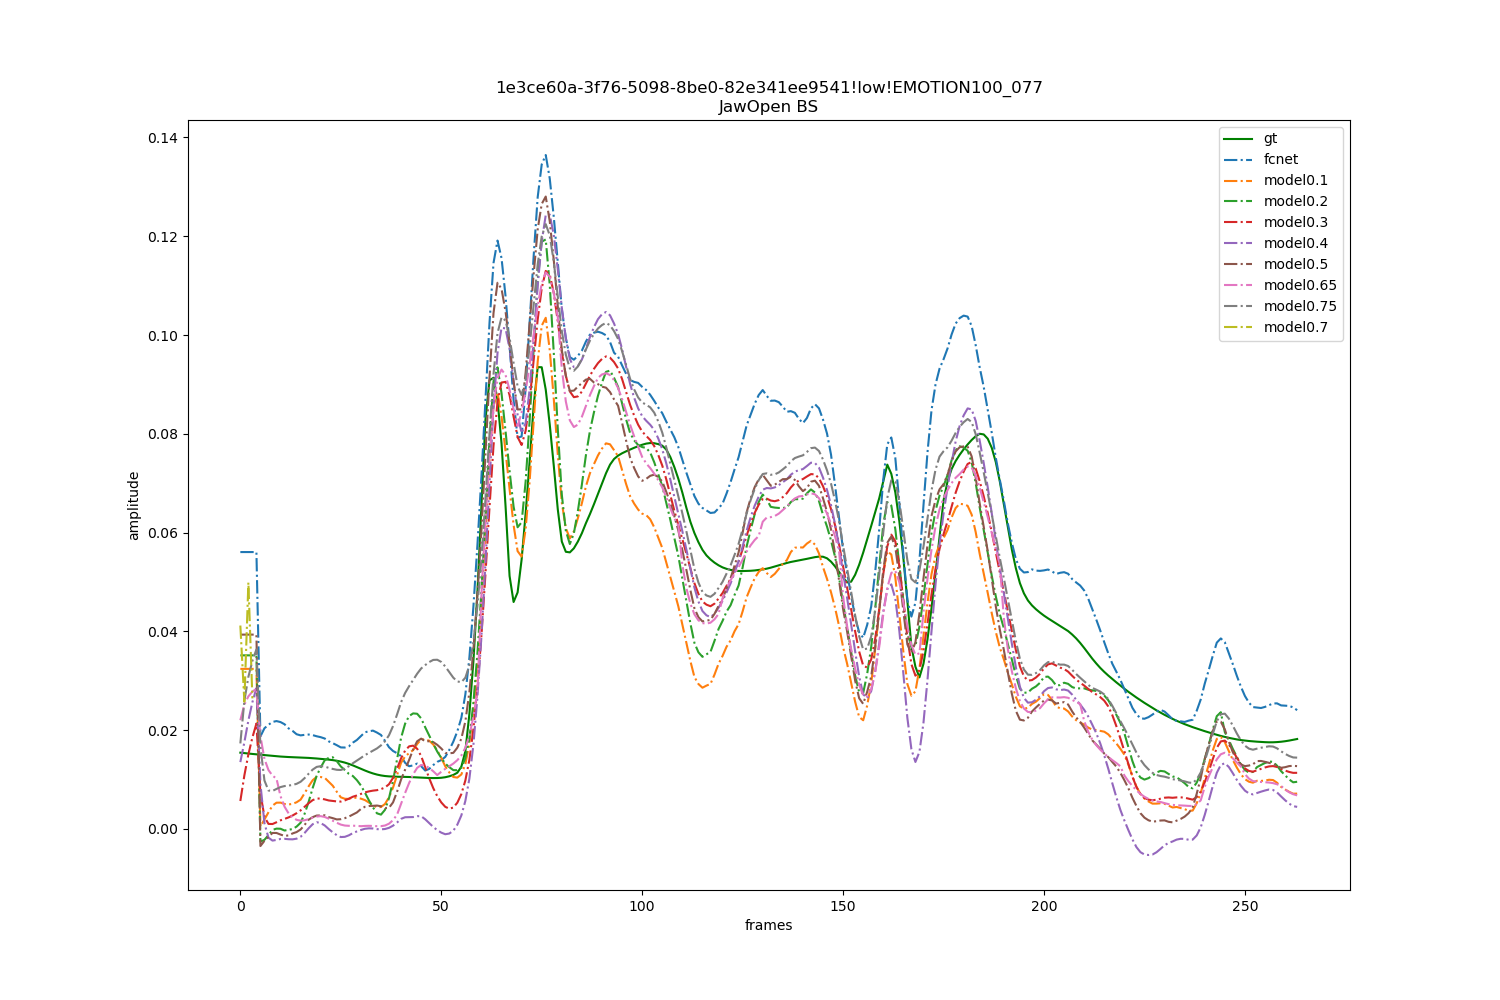 1e3ce60a-3f76-5098-8be0-82e341ee9541!low!EMOTION100_077
JawOpen BS
amplitude
0.14
0.12
0.10
0.08
0.06
0.04
0.02
0.00
gt
fcnet
model0.1
model0.2
model0.3
model0.4
model0.5
model0.65
model0.75
model0.7
0
50
100
150
200
250
frames